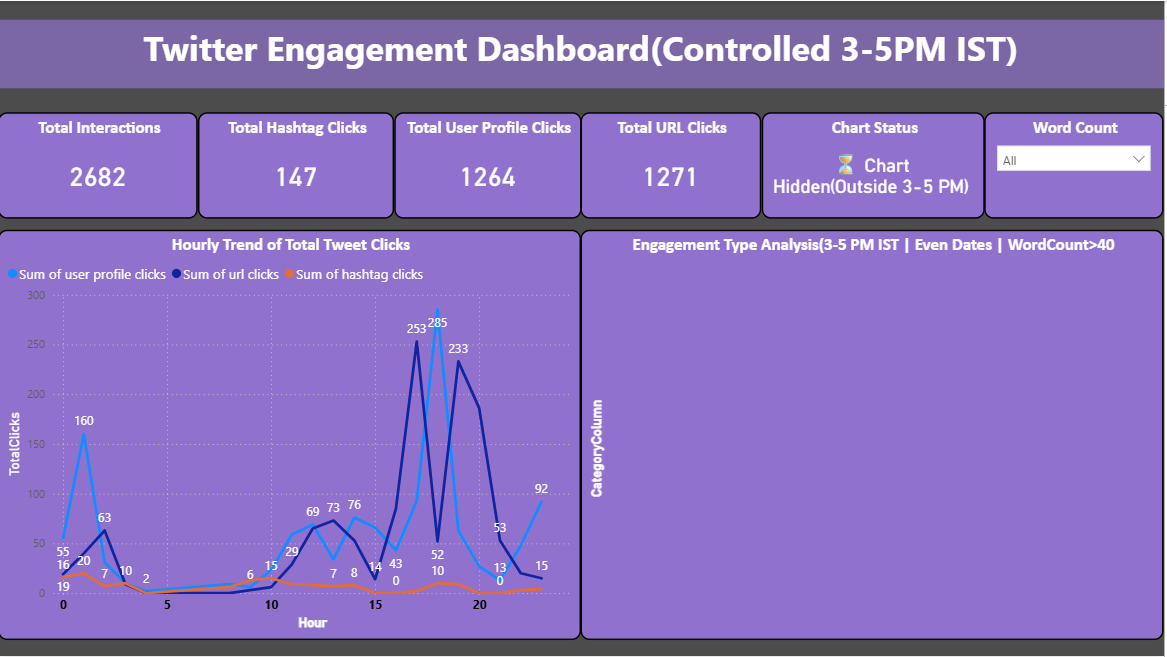 Twitter Engagement Dashboard(Controlled 3-5PM IST)
Total Interactions
2682
Total Hashtag Clicks
147
Total User Profile Clicks
1264
Total URL Clicks
1271
Chart Status
⏳ Chart
Hidden(Outside 3-5 PM)
Word Count
All
Hourly Trend of Total Tweet Clicks
Sum of user profile clicks Sum of url clicks Sum of hashtag clicks
TotalClicks
300
250
200
150
100
50
0
253
285
233
160
92
63
69
73
76
55
16
19
20
7
10
2
6
15
29
7
8
14
43
0
52
10
53
13
0
15
0 5 10 15 20
Hour
Engagement Type Analysis(3-5 PM IST | Even Dates | WordCount>40
CategoryColumn